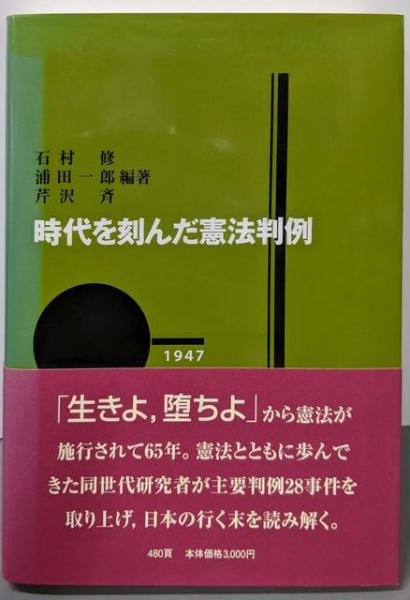 石村 修
浦田一郎 編著
芹沢 斉
時代を刻んだ憲法判例
1947
「生きよ,堕ちよ」から憲法が
施行されて65年。憲法とともに歩んで
きた同世代研究者が主要判例28事件を
取り上げ,日本の行く末を読み解く。
480頁 本体価格3,000円